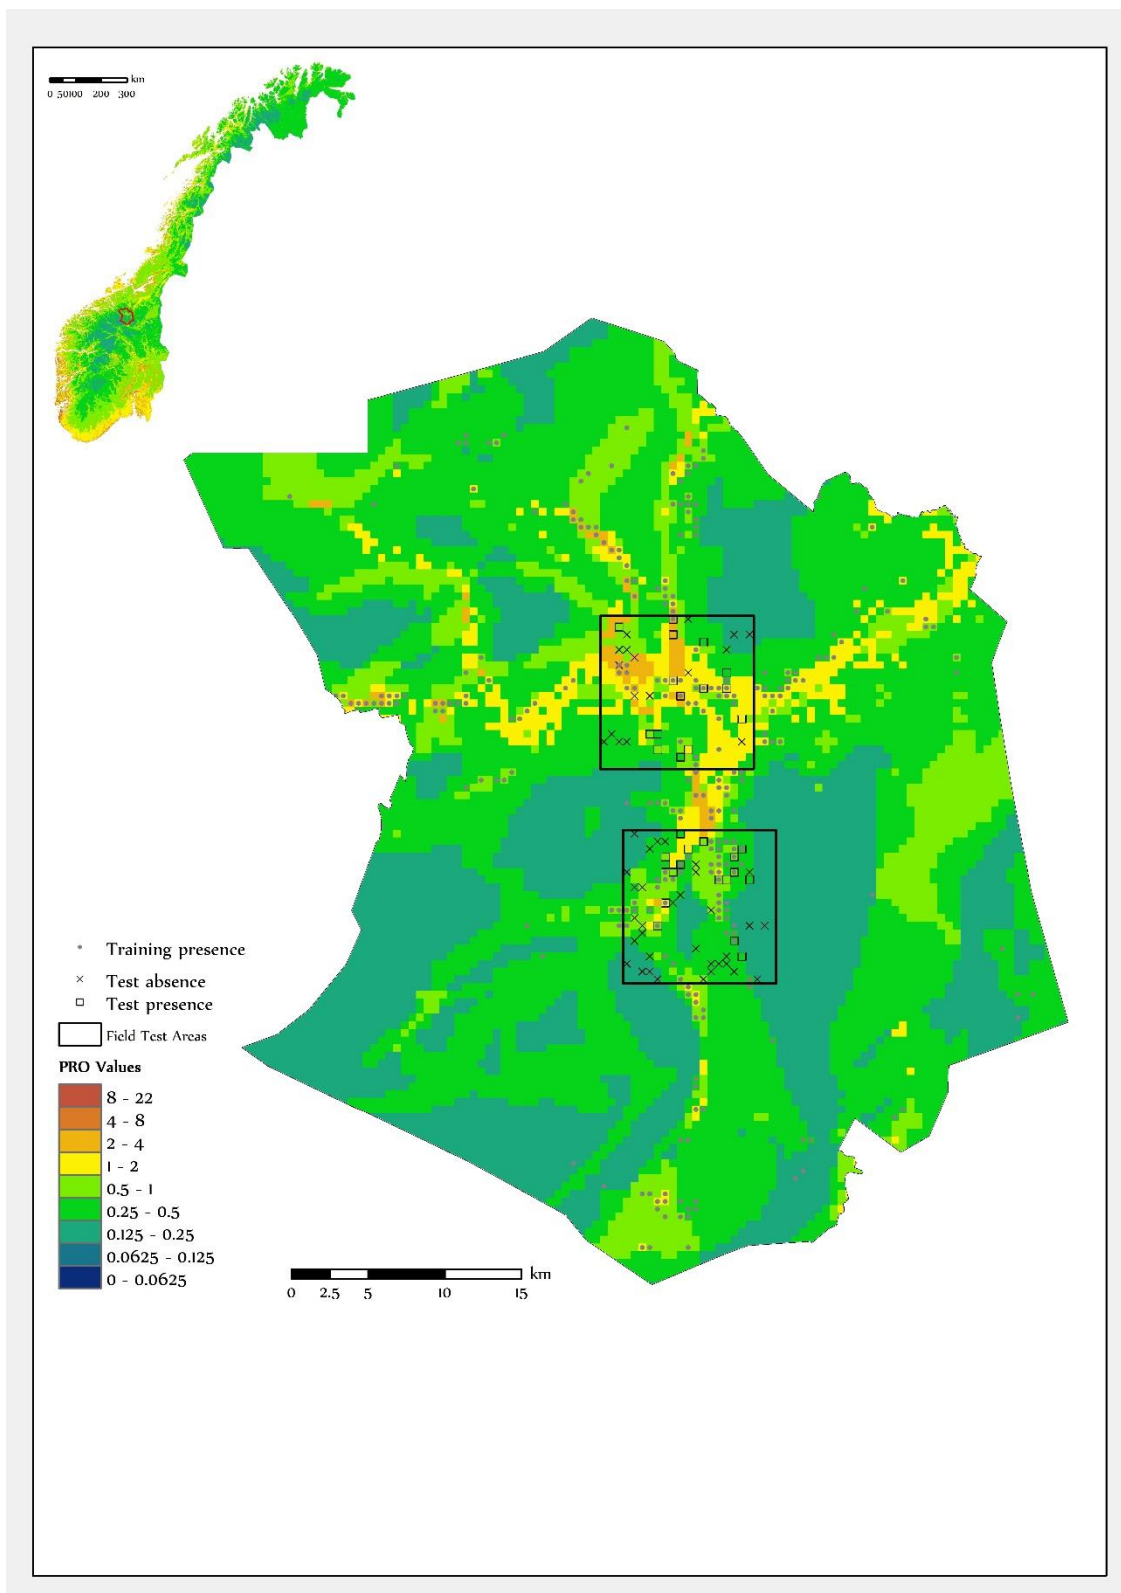 km
0 50100 200 300
Training presence
Test absence
Test presence
Field Test Areas
PRO Values
8 - 22
4 - 8
2 - 4
1 - 2
0.5 - 1
0.25 - 0.5
0.125 - 0.25
0.0625 - 0.125
0 - 0.0625
km
0 2.5 5 10 15